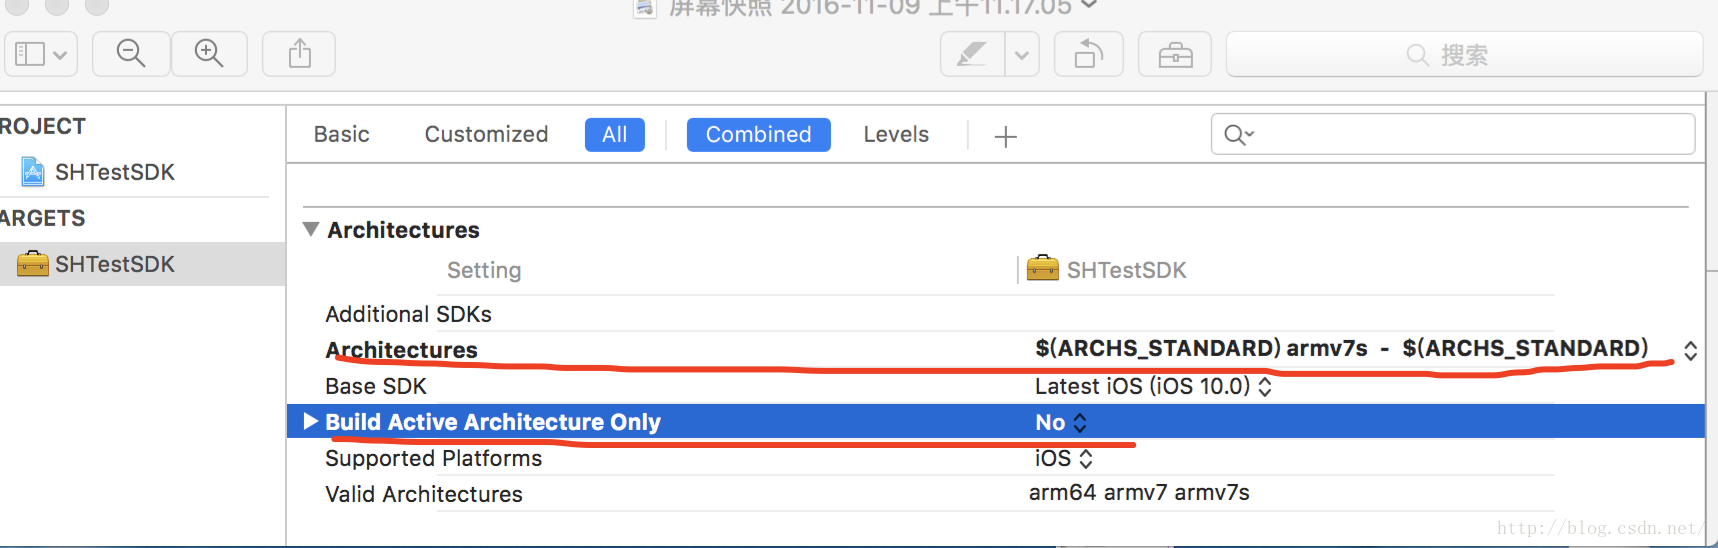 屏幕快照 2016-11-09 上午11.17.05
搜索
ROJECT
SHTestSDK
ARGETS
SHTestSDK
Basic Customized All Combined Levels
Architectures
Setting SHTestSDK
Additional SDKs
Architectures $(ARCHS_STANDARD) armv7s - $(ARCHS_STANDARD)
Base SDK Latest iOS (iOS 10.0)
Build Active Architecture Only No
Supported Platforms iOS
Valid Architectures arm64 armv7 armv7s
http://blog.csdn.net/